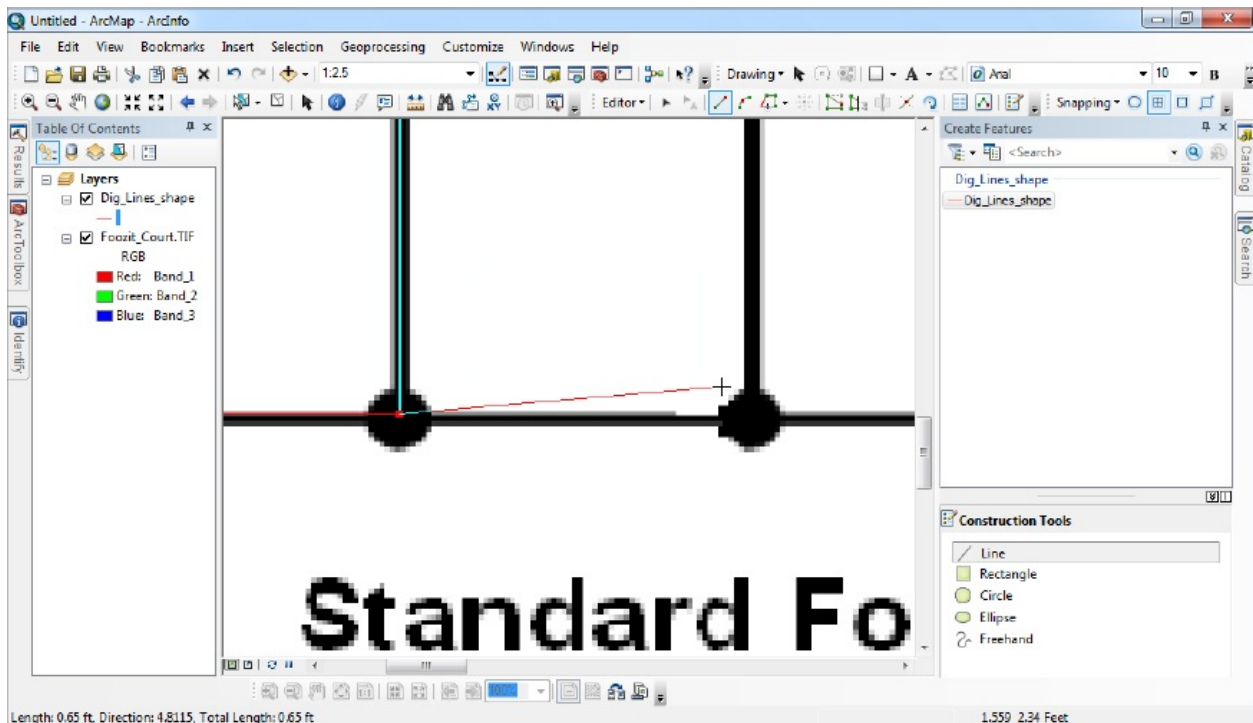 Untitled - ArcMap - ArcInfo
File Edit View Bookmarks Insert Selection Geoprocessing Customize Windows Help
1:2.5 Drawing A Arial 10 B
Editor Snapping
Table Of Contents
Create Features
<Search>
Results
ArcToolbox
Identify
Layers
Dig_Lines_shape
Foozit_Court.TIF
RGB
Red: Band_1
Green: Band_2
Blue: Band_3
Dig_Lines_shape
Dig_Lines_shape
Catalog
Search
Construction Tools
Line
Rectangle
Circle
Ellipse
Freehand
Standard Fo
100%
Length: 0.65 ft, Direction: 4.8115, Total Length: 0.65 ft
1.559 2.34 Feet